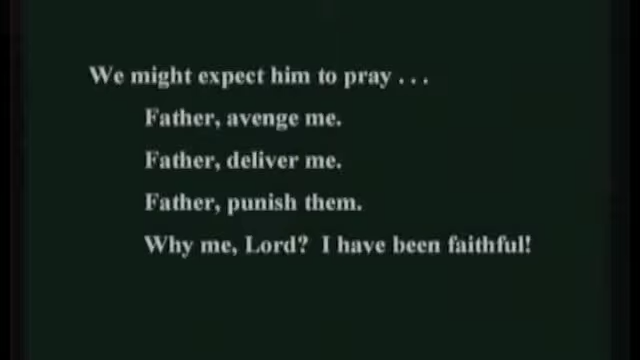 We might expect him to pray . . .
Father, avenge me.
Father, deliver me.
Father, punish them.
Why me, Lord? I have been faithful!